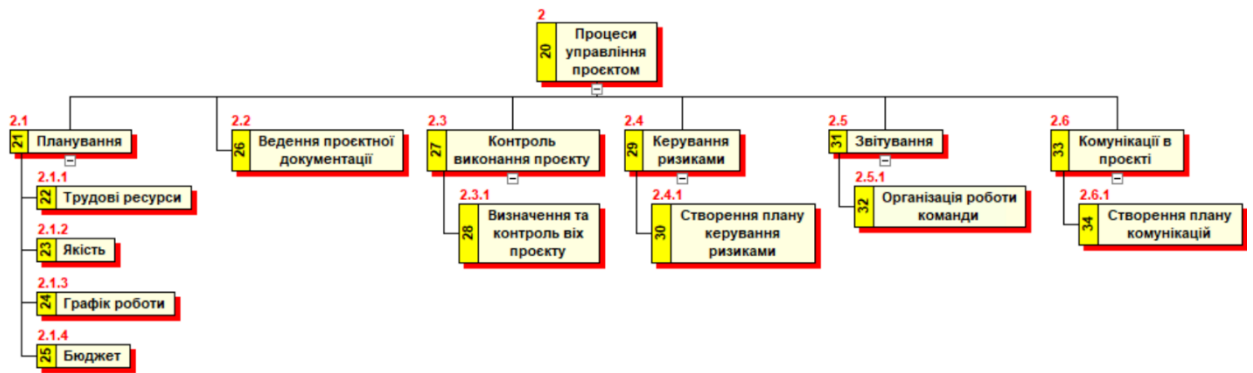 2
20
Процеси
управління
проєктом
2.1
21
Планування
2.1.1
22
Трудові ресурси
2.1.2
23
Якість
2.1.3
24
Графік роботи
2.1.4
25
Бюджет
2.2
26
Ведення проєктної
документації
2.3
27
Контроль
виконання проєкту
2.3.1
28
Визначення та
контроль віх
проєкту
2.4
29
Керування
ризиками
2.4.1
30
Створення плану
керування
ризиками
2.5
31
Звітування
2.5.1
32
Організація роботи
команди
2.6
33
Комунікації в
проєкті
2.6.1
34
Створення плану
комунікацій